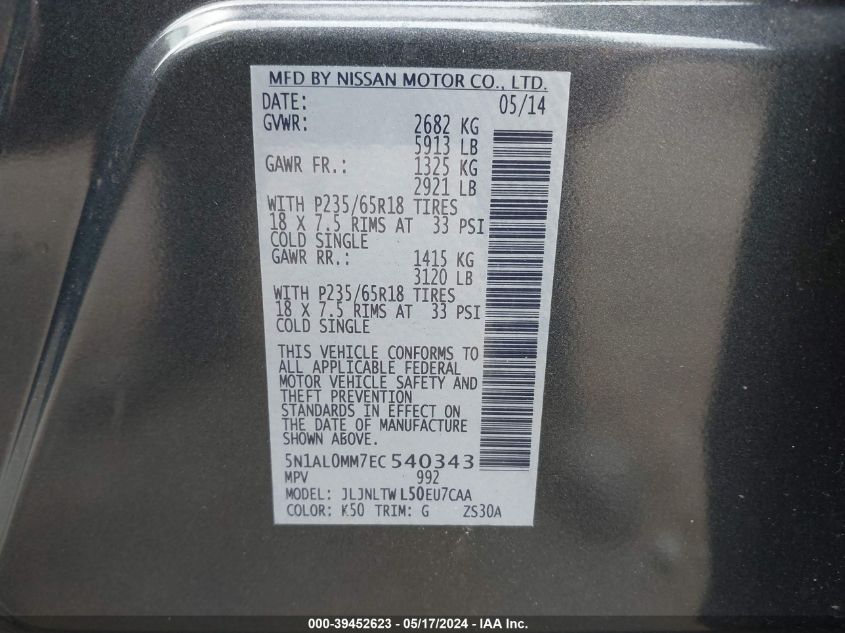 MFD BY NISSAN MOTOR CO., LTD.
DATE: 05/14
GVWR: 2682 KG
5913 LB
GAWR FR.: 1325 KG
2921 LB
WITH P235/65R18 TIRES
18 X 7.5 RIMS AT 33 PSI
COLD SINGLE
GAWR RR.: 1415 KG
3120 LB
WITH P235/65R18 TIRES
18 X 7.5 RIMS AT 33 PSI
COLD SINGLE
THIS VEHICLE CONFORMS TO
ALL APPLICABLE FEDERAL
MOTOR VEHICLE SAFETY AND
THEFT PREVENTION
STANDARDS IN EFFECT ON
THE DATE OF MANUFACTURE
SHOWN ABOVE.
5N1AL0MM7EC540343
MPV 992
MODEL: JLJNLTWL50EU7CAA
COLOR: K50 TRIM: G ZS30A
000-39452623 - 05/17/2024 - IAA Inc.